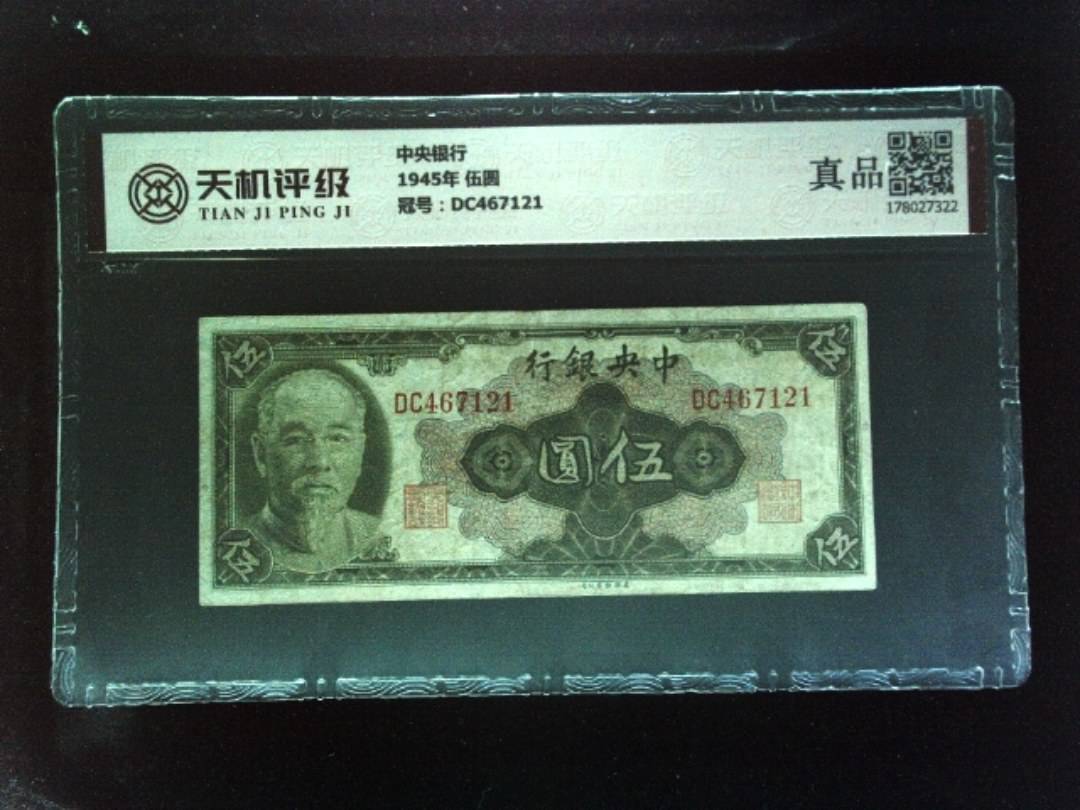 天机评级
TIAN JI PING JI
中央银行
1945年 伍圆
冠号：DC467121
真品
178027322
伍
伍
行銀央中
DC467121
DC467121
圓伍
伍
伍